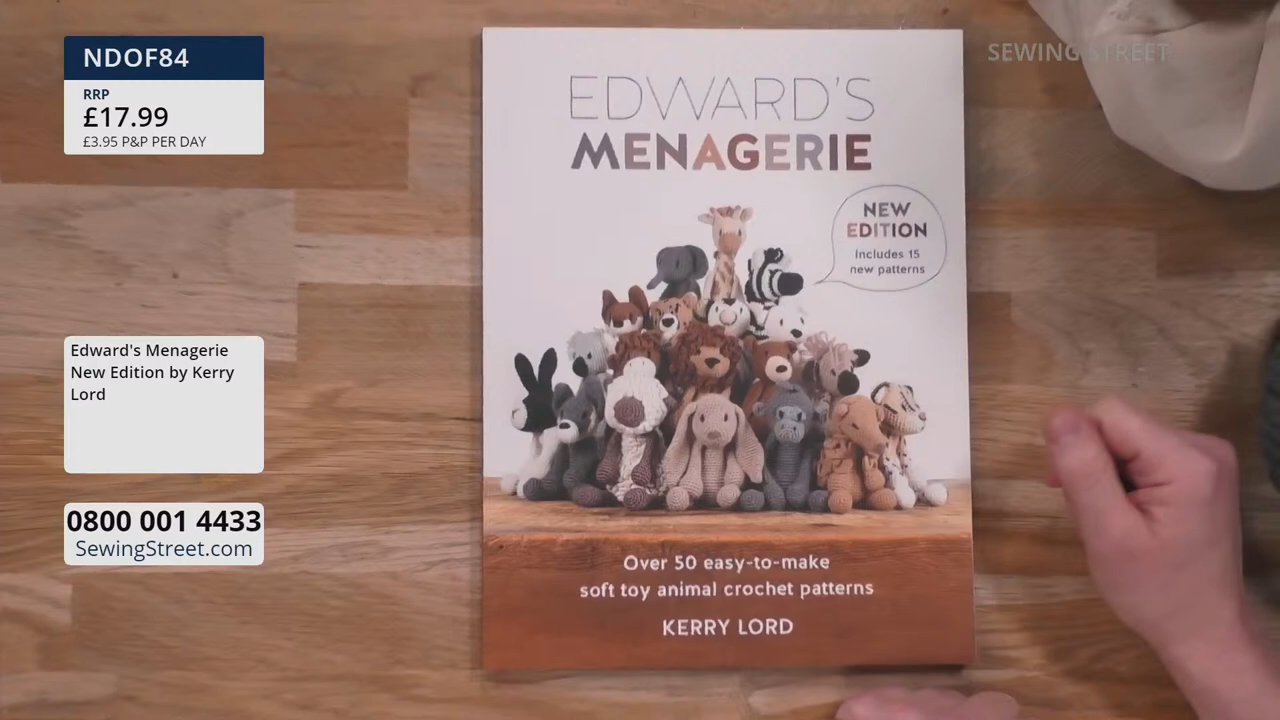 NDOF84
RRP
£17.99
£3.95 P&P PER DAY
Edward's Menagerie
New Edition by Kerry
Lord
0800 001 4433
SewingStreet.com
SEWING STREET
EDWARD'S
MENAGERIE
NEW
EDITION
Includes 15
new patterns
Over 50 easy-to-make
soft toy animal crochet patterns
KERRY LORD